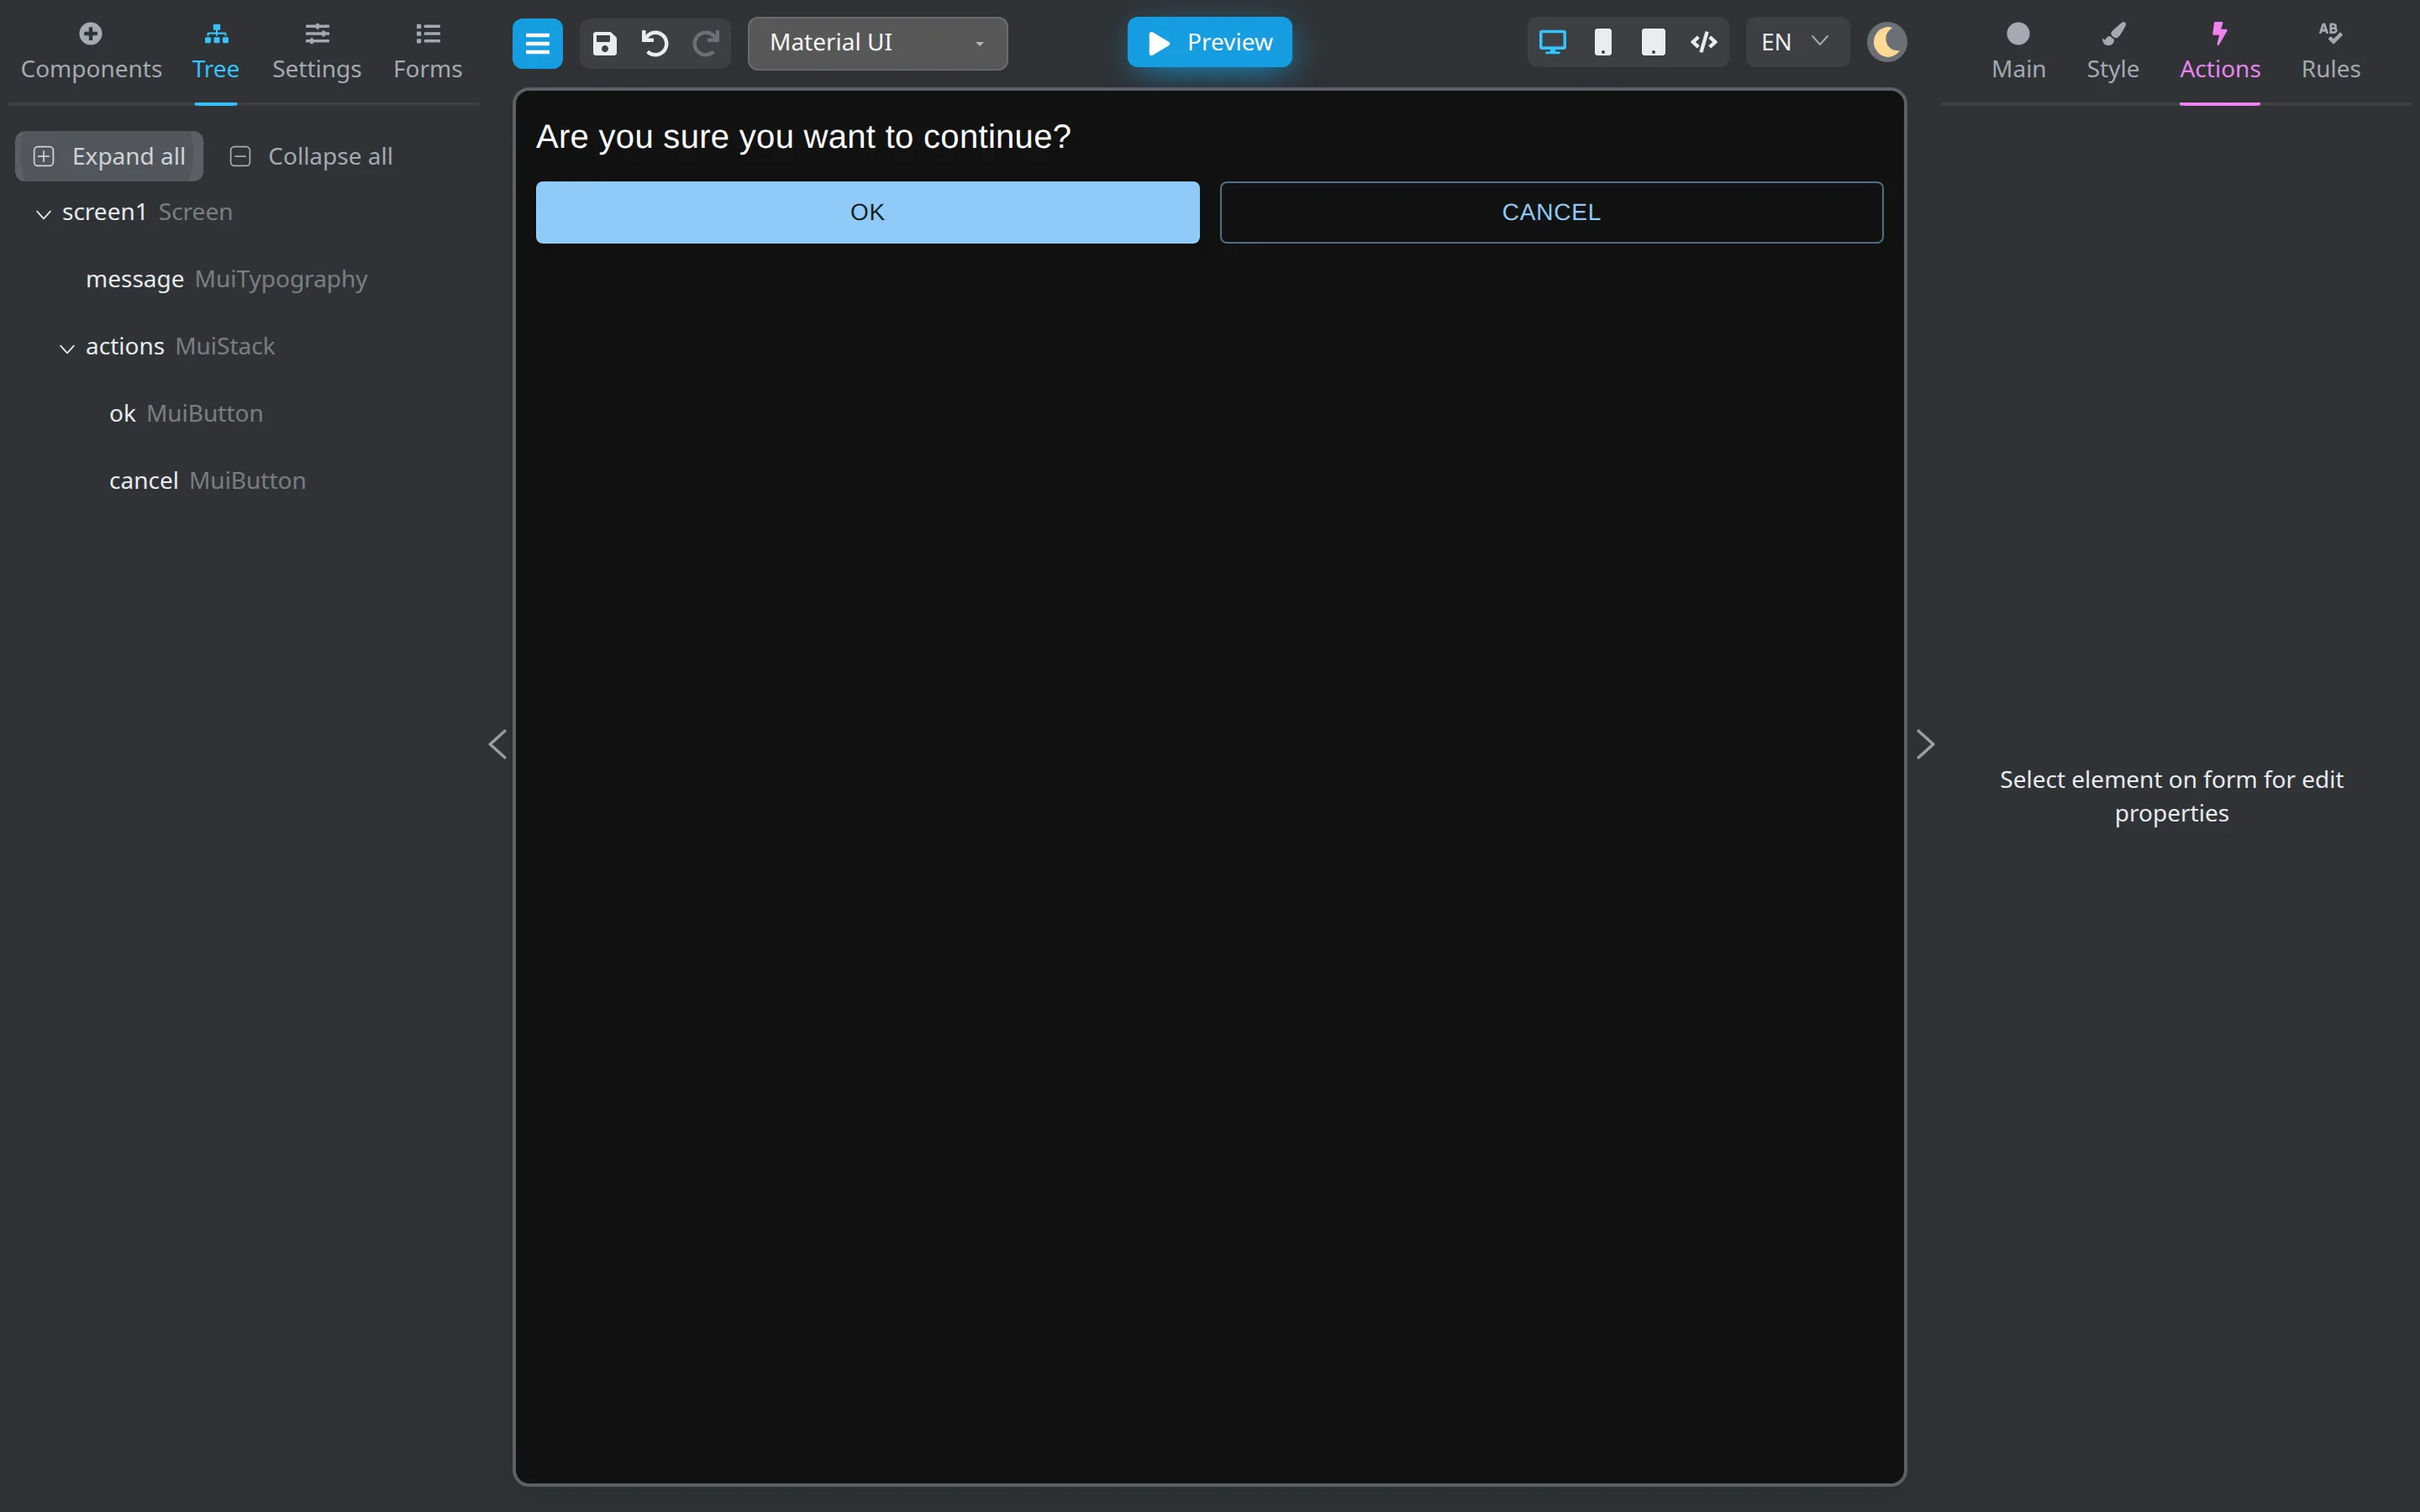 Components Tree Settings Forms
Material UI
Preview
EN
Main Style Actions Rules
Expand all Collapse all
screen1 Screen
message MuiTypography
actions MuiStack
ok MuiButton
cancel MuiButton
Are you sure you want to continue?
OK CANCEL
Select element on form for edit
properties